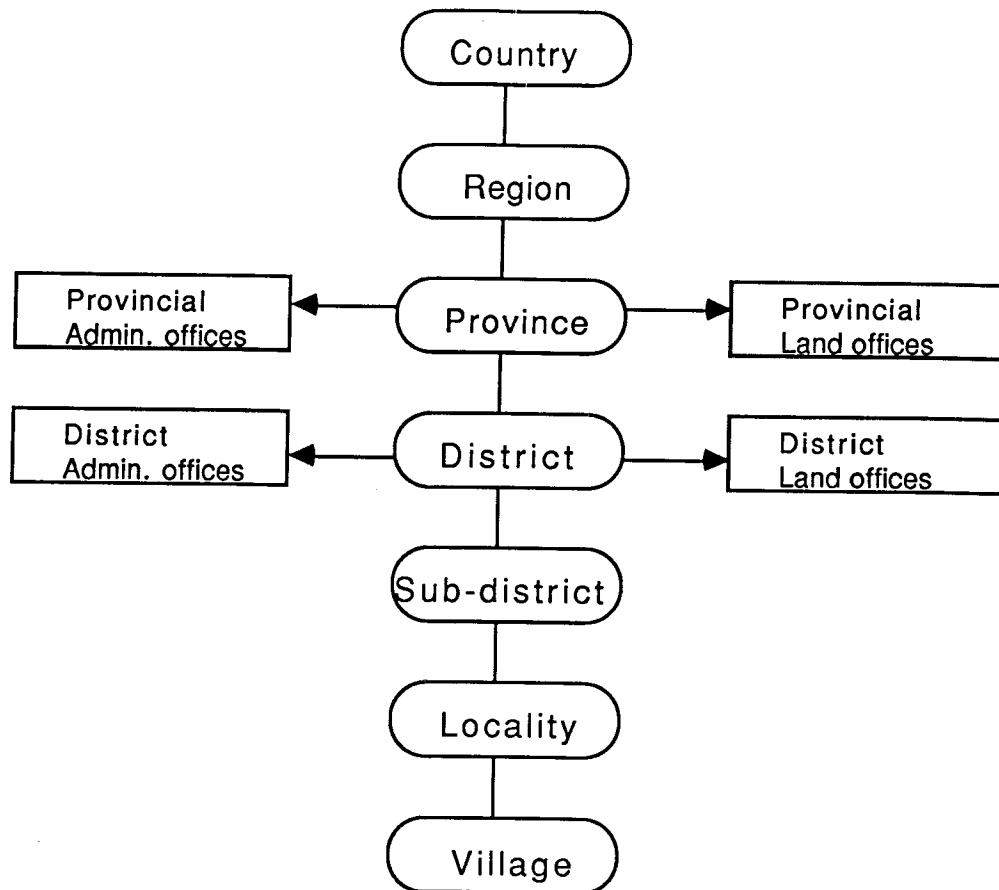 Country
Region
Provincial
Admin. offices
Province
Provincial
Land offices
District
Admin. offices
District
District
Land offices
Sub-district
Locality
Village